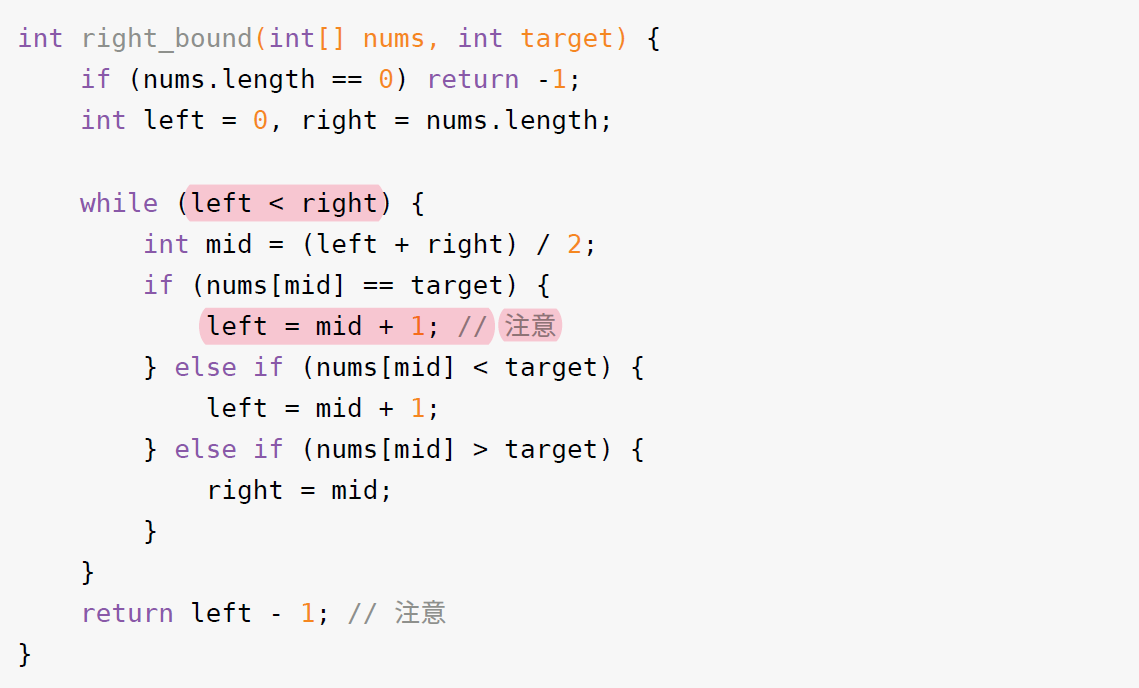 int right_bound(int[] nums, int target) {
    if (nums.length == 0) return -1;
    int left = 0, right = nums.length;

    while (left < right) {
        int mid = (left + right) / 2;
        if (nums[mid] == target) {
            left = mid + 1; // 注意
        } else if (nums[mid] < target) {
            left = mid + 1;
        } else if (nums[mid] > target) {
            right = mid;
        }
    }
    return left - 1; // 注意
}